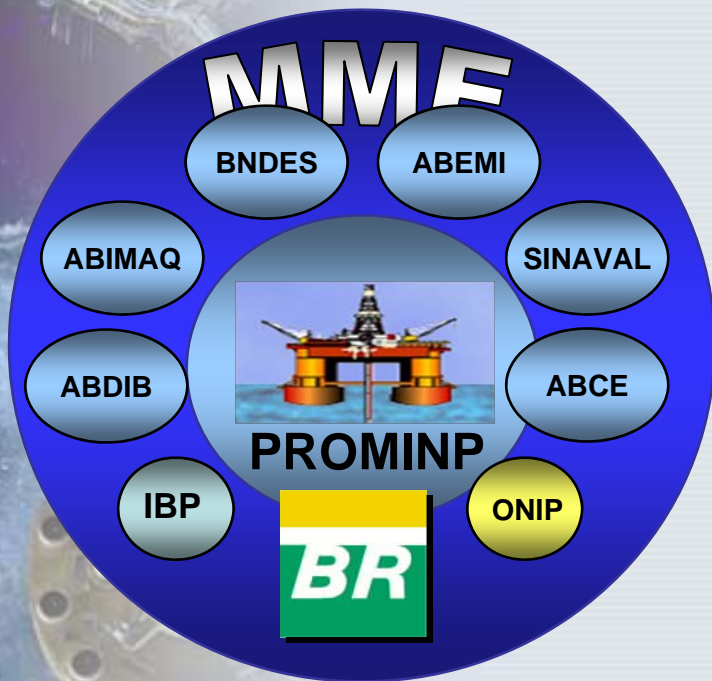 MME
BNDES
ABEMI
ABIMAQ
SINAVAL
ABDIB
ABCE
PROMINP
IBP
ONIP
BR